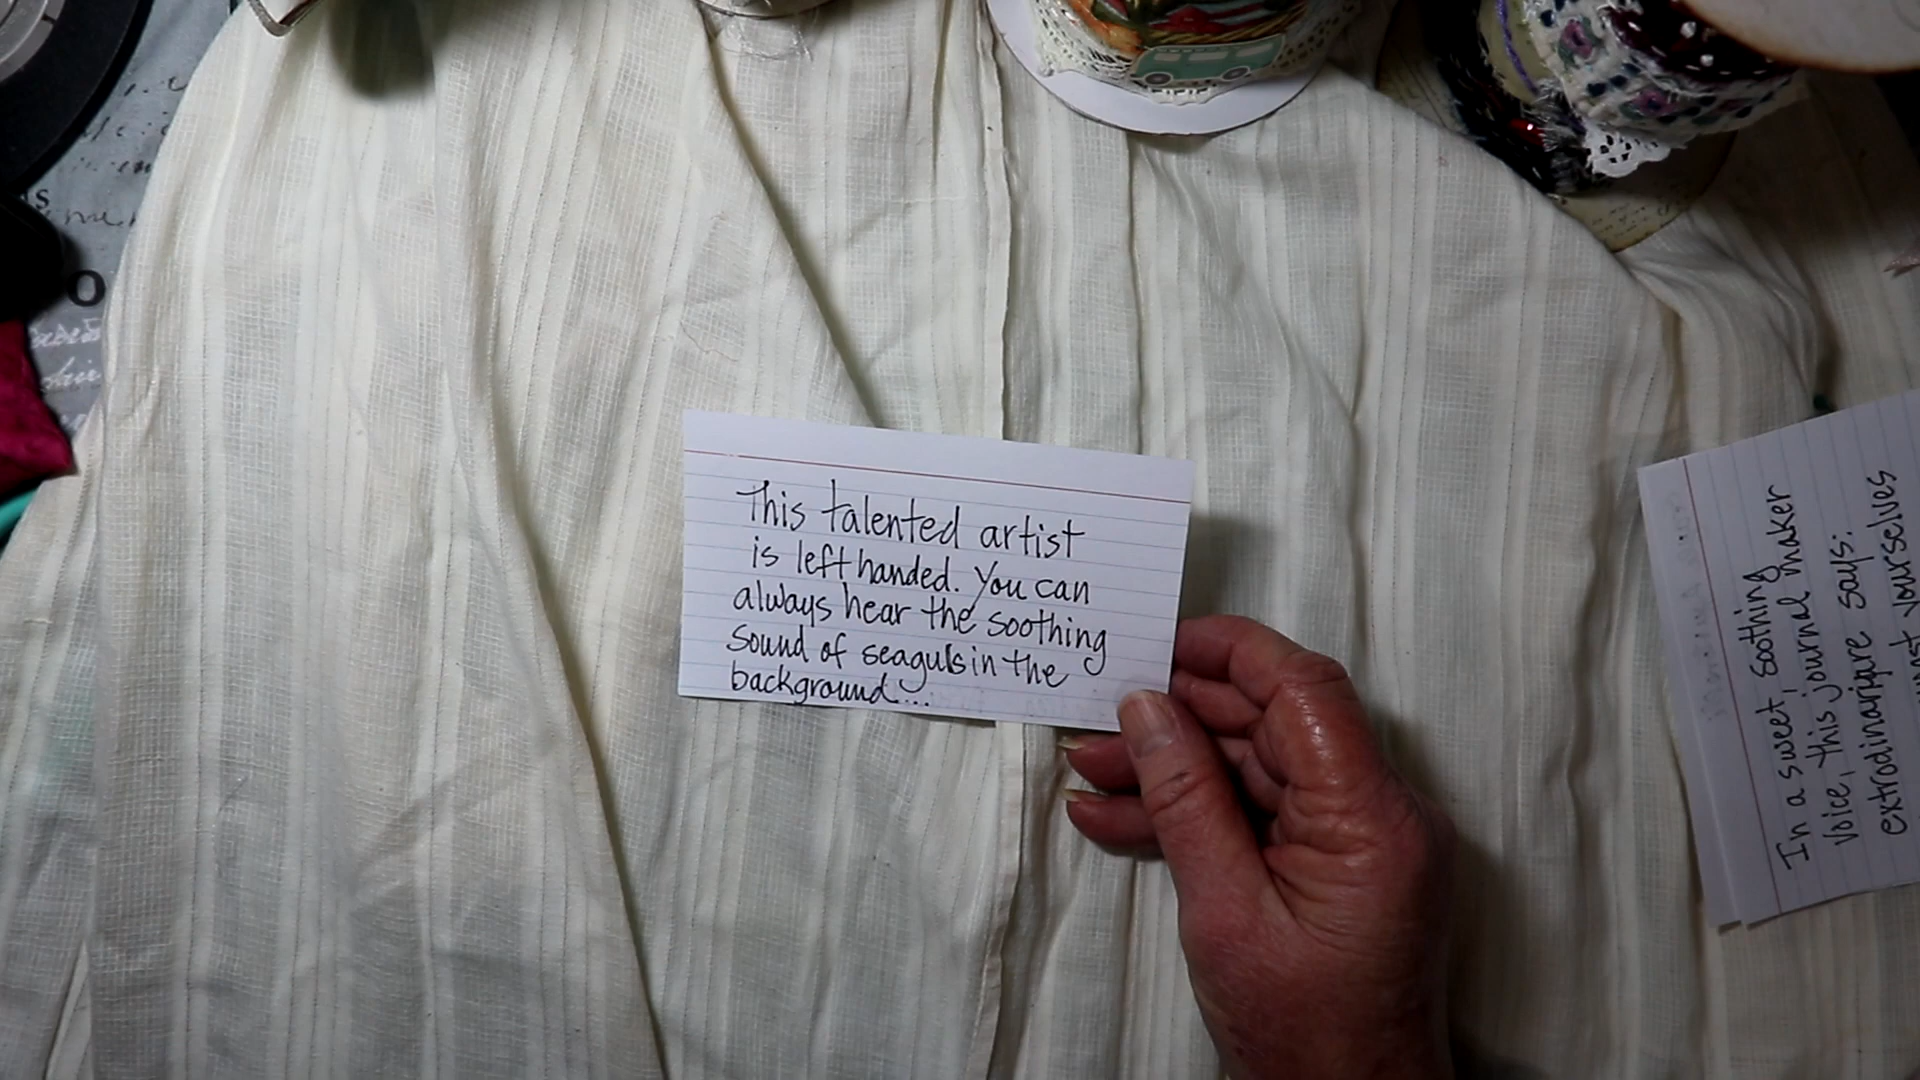 This talented artist
is left handed. You can
always hear the soothing
sound of seagulls in the
background...
In a sweet, soothing
voice, this journal maker
extrodinairque says:
yourselves